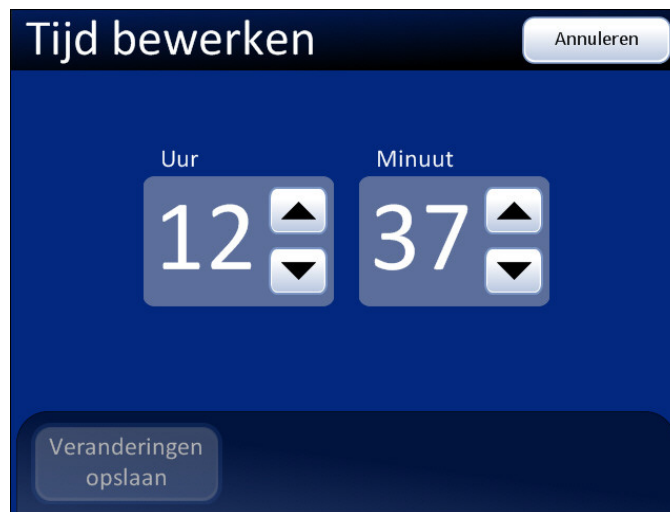 Tijd bewerken
Annuleren
Uur
Minuut
12
37
Veranderingen
opslaan